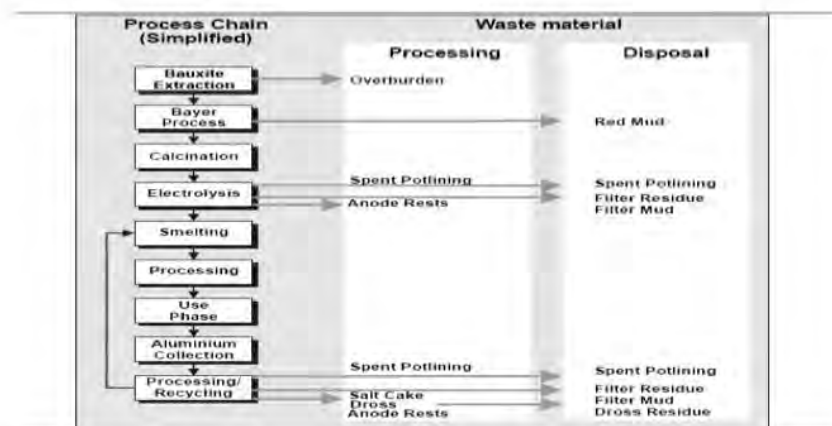 Process Chain
(Simplified)
Waste material
Processing
Disposal
Bauxite
Extraction
Overburden
Bayer
Process
Red Mud
Calcination
Electrolysis
Spent Potlining
Spent Potlining
Anode Rests
Filter Residue
Filter Mud
Smelting
Processing
Use
Phase
Aluminium
Collection
Processing/
Recycling
Spent Potlining
Spent Potlining
Salt Cake
Dross
Anode Rests
Filter Residue
Filter Mud
Dross Residue